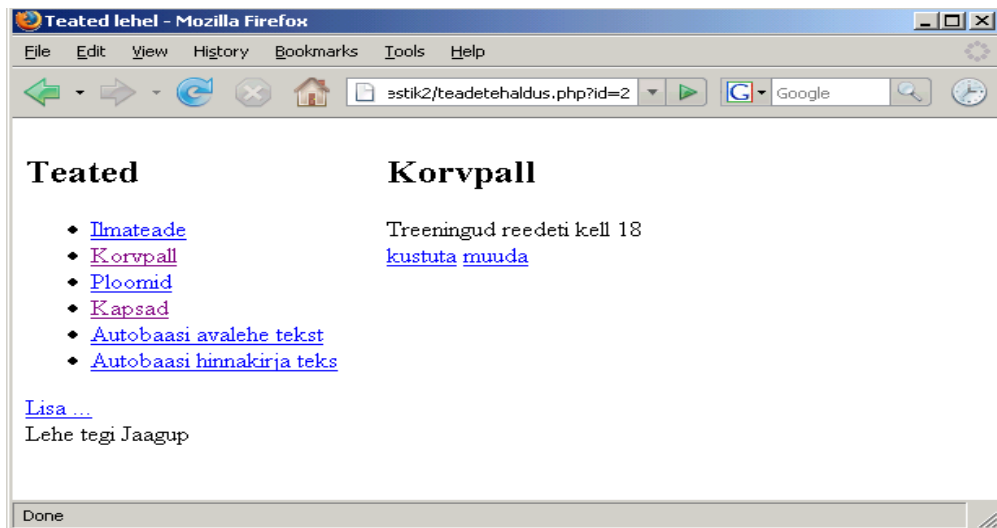 Teated lehel - Mozilla Firefox
File Edit View History Bookmarks Tools Help
estik2/teadetehaldus.php?id=2 G Google
Teated
Ilmateade
Korvpall
Ploomid
Kapsad
Autobaasi avalehe tekst
Autobaasi hinnakirja teks
Lisa ...
Lehe tegi Jaagup
Korvpall
Treeningud reedeti kell 18
kustuta muuda
Done